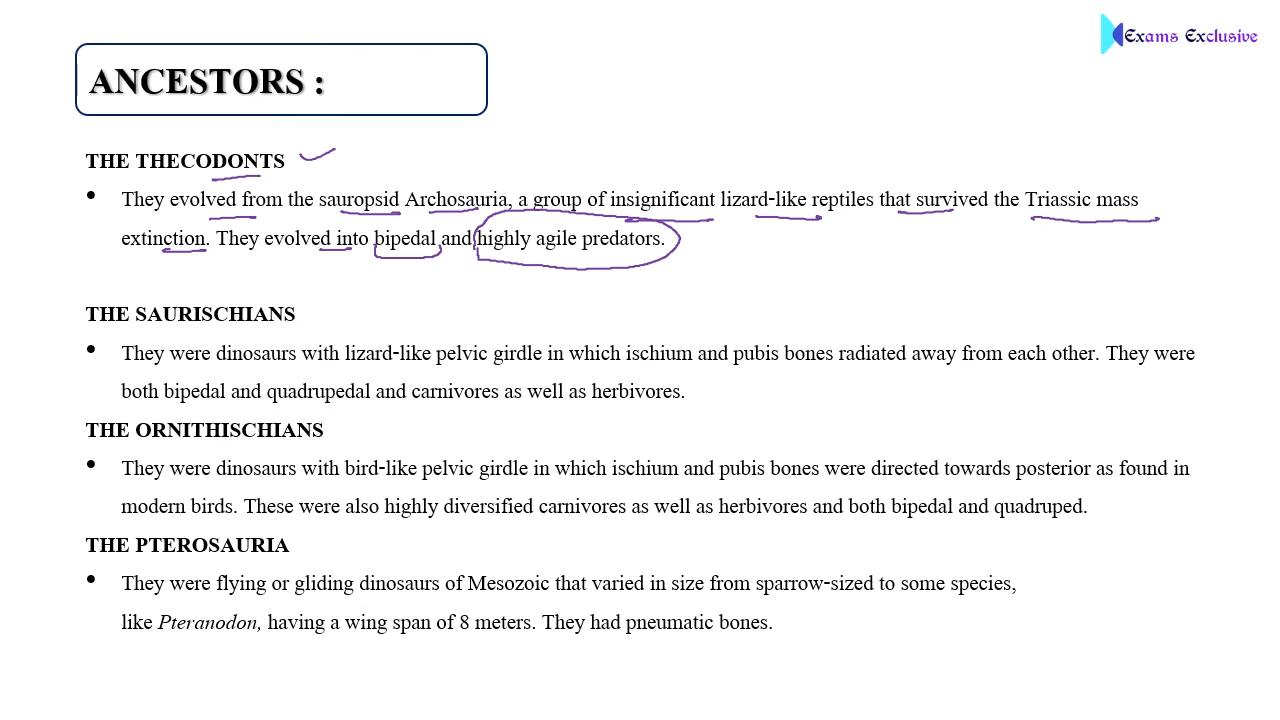 Exams Exclusive
ANCESTORS :
THE THECODONTS
• They evolved from the sauropsid Archosauria, a group of insignificant lizard-like reptiles that survived the Triassic mass
extinction. They evolved into bipedal and highly agile predators.
THE SAURISCHIANS
• They were dinosaurs with lizard-like pelvic girdle in which ischium and pubis bones radiated away from each other. They were
both bipedal and quadrupedal and carnivores as well as herbivores.
THE ORNITHISCHIANS
• They were dinosaurs with bird-like pelvic girdle in which ischium and pubis bones were directed towards posterior as found in
modern birds. These were also highly diversified carnivores as well as herbivores and both bipedal and quadruped.
THE PTEROSAURIA
• They were flying or gliding dinosaurs of Mesozoic that varied in size from sparrow-sized to some species,
like Pteranodon, having a wing span of 8 meters. They had pneumatic bones.